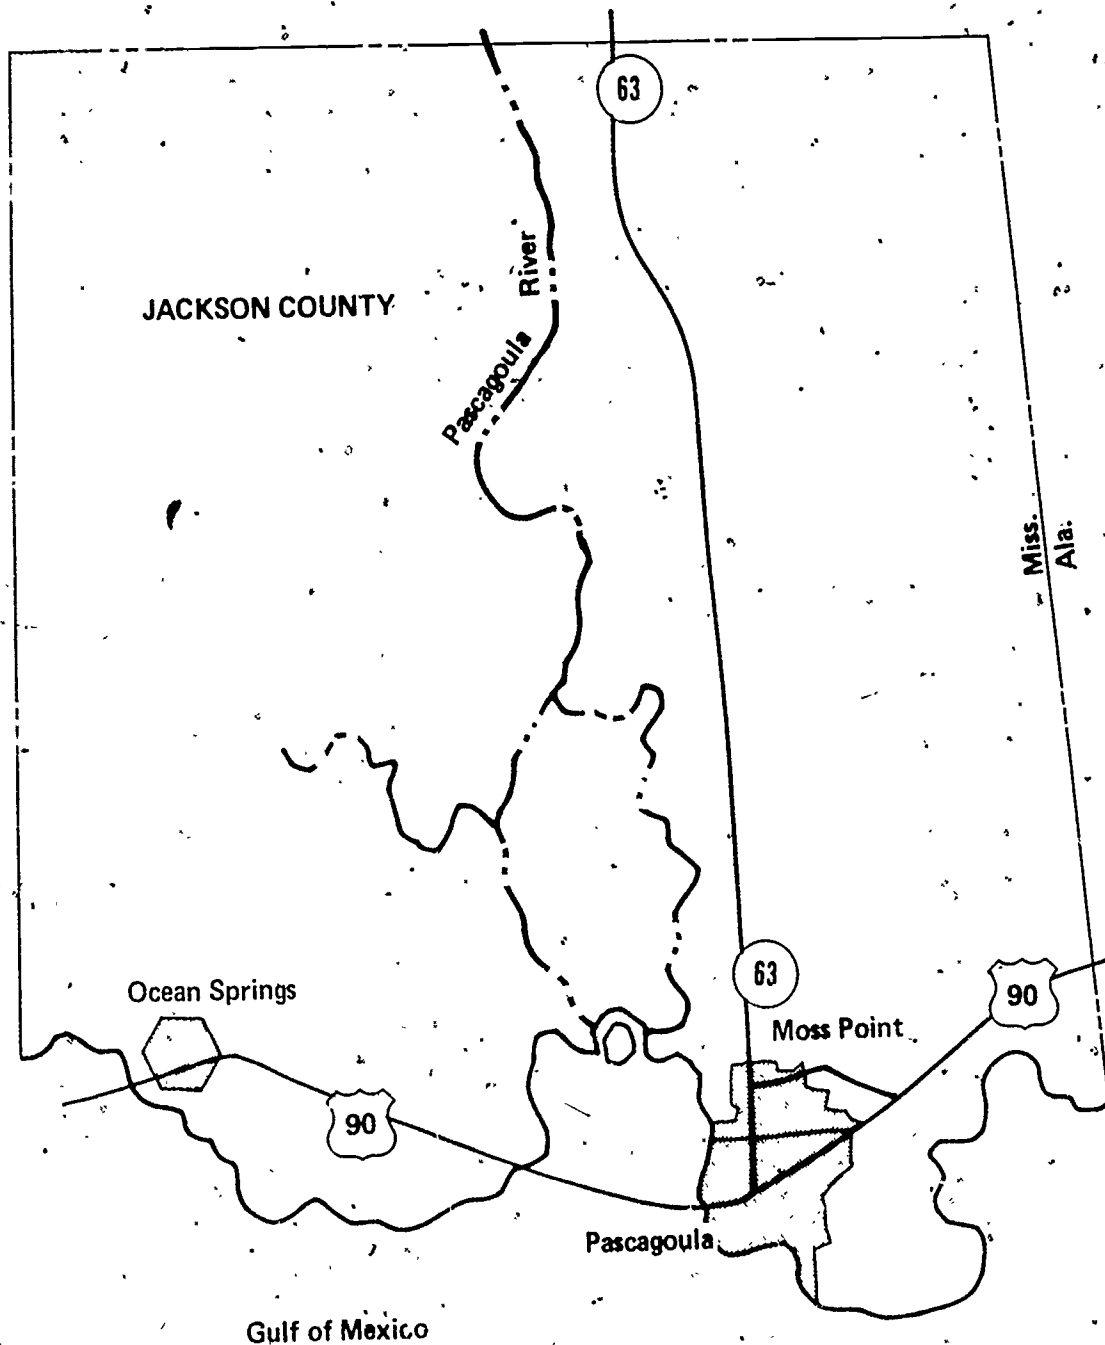 63
River
JACKSON COUNTY
Pascagoula
Miss.
Ala.
63
90
Ocean Springs
Moss Point
90
Pascagoula
Gulf of Mexico